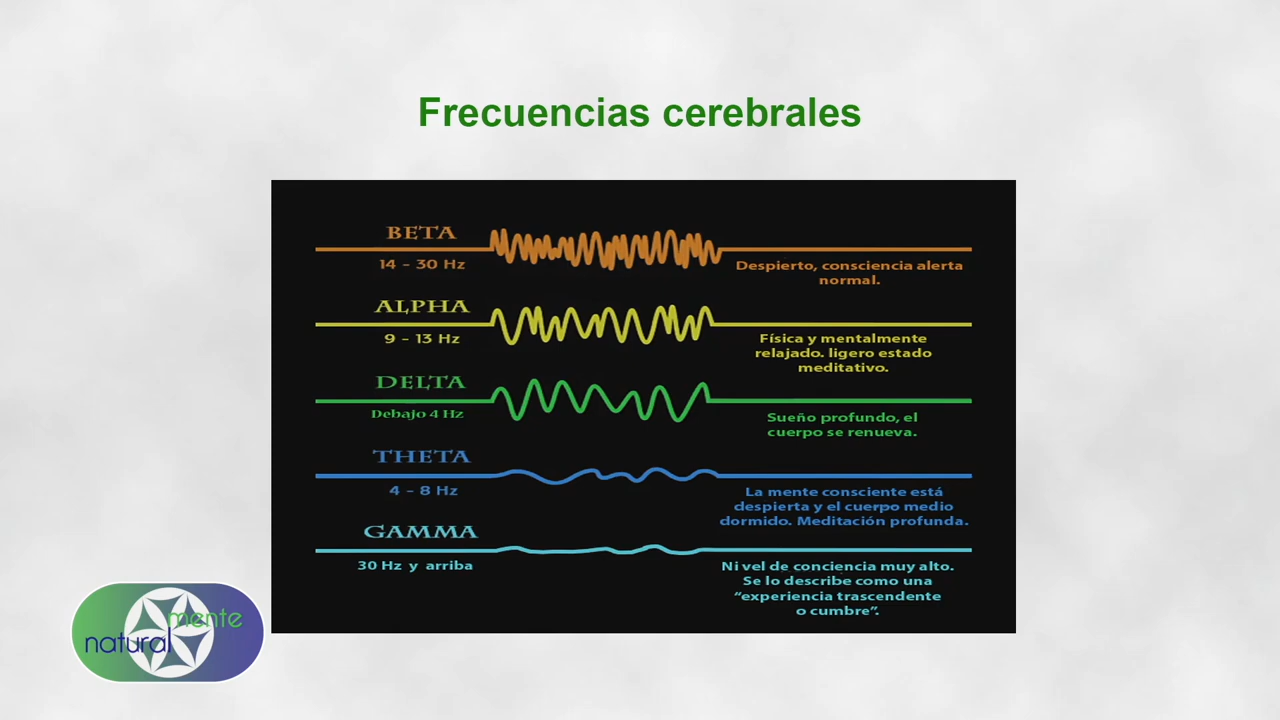 Frecuencias cerebrales
BETA
14 - 30 Hz
Despierto, consciencia alerta
normal.
ALPHA
9 - 13 Hz
Física y mentalmente
relajado. ligero estado
meditativo.
DELTA
Debajo 4 Hz
Sueño profundo, el
cuerpo se renueva.
THETA
4 - 8 Hz
La mente consciente está
despierta y el cuerpo medio
dormido. Meditación profunda.
GAMMA
30 Hz y arriba
Ni vel de conciencia muy alto.
Se lo describe como una
“experiencia trascendente
o cumbre”.
mente
natural